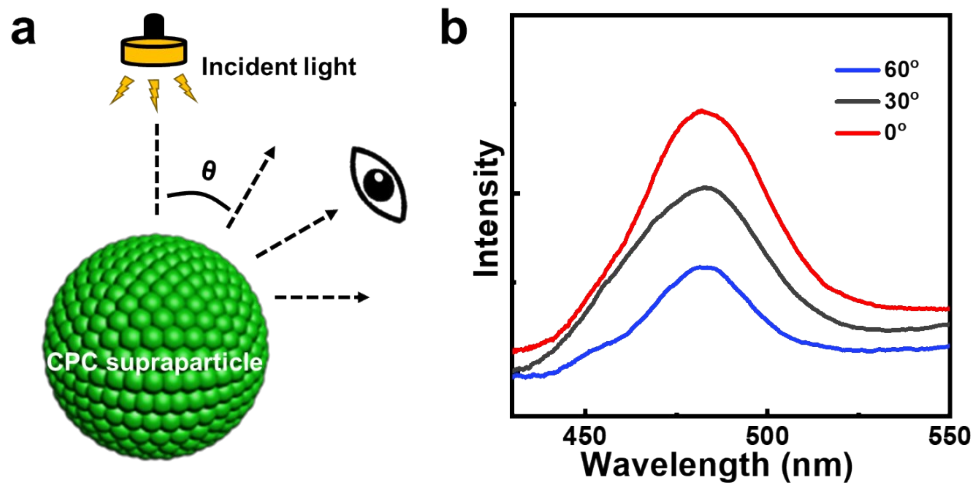 a
Incident light
θ
CPC supraparticle
b
60°
30°
0°
Intensity
450
500
550
Wavelength (nm)